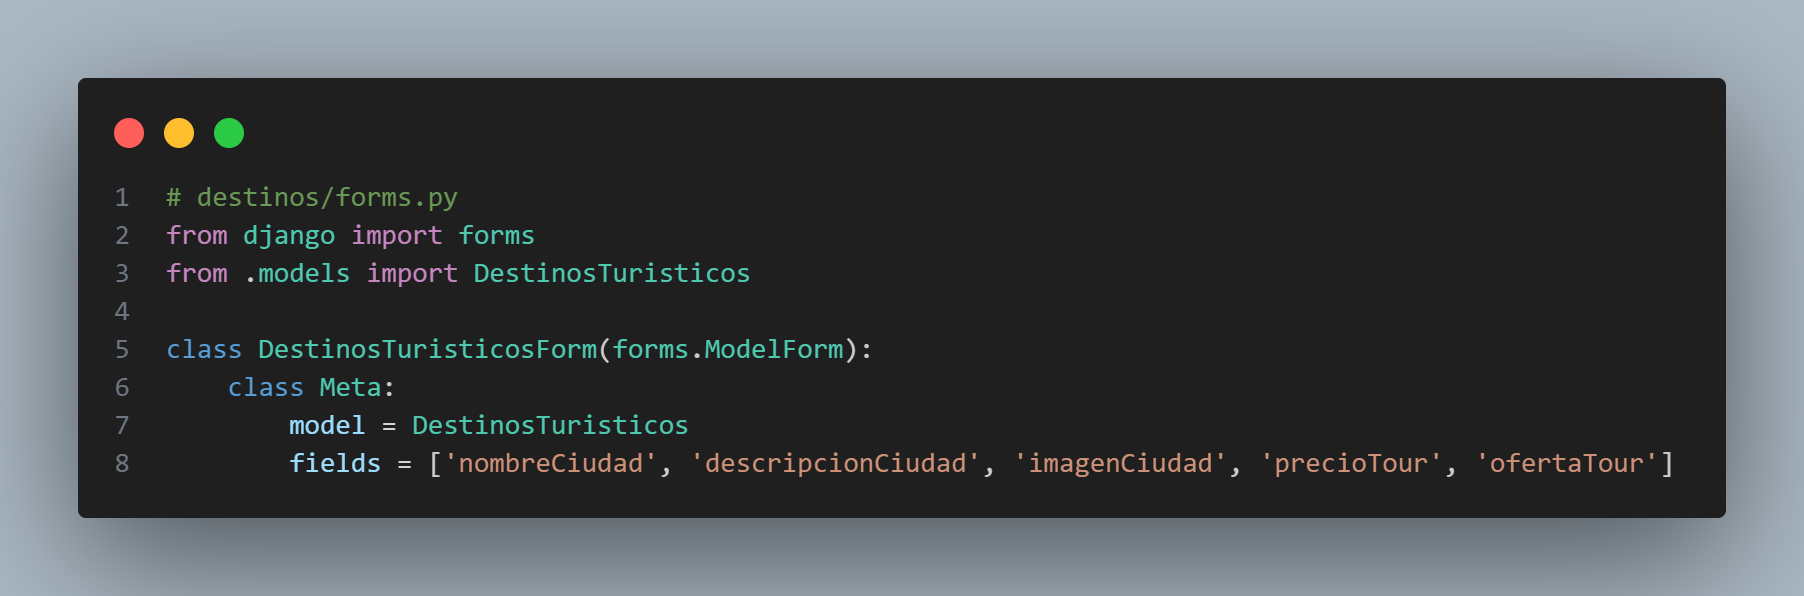 1 # destinos/forms.py
2 from django import forms
3 from .models import DestinosTuristicos
4
5 class DestinosTuristicosForm(forms.ModelForm):
6     class Meta:
7         model = DestinosTuristicos
8         fields = ['nombreCiudad', 'descripcionCiudad', 'imagenCiudad', 'precioTour', 'ofertaTour']